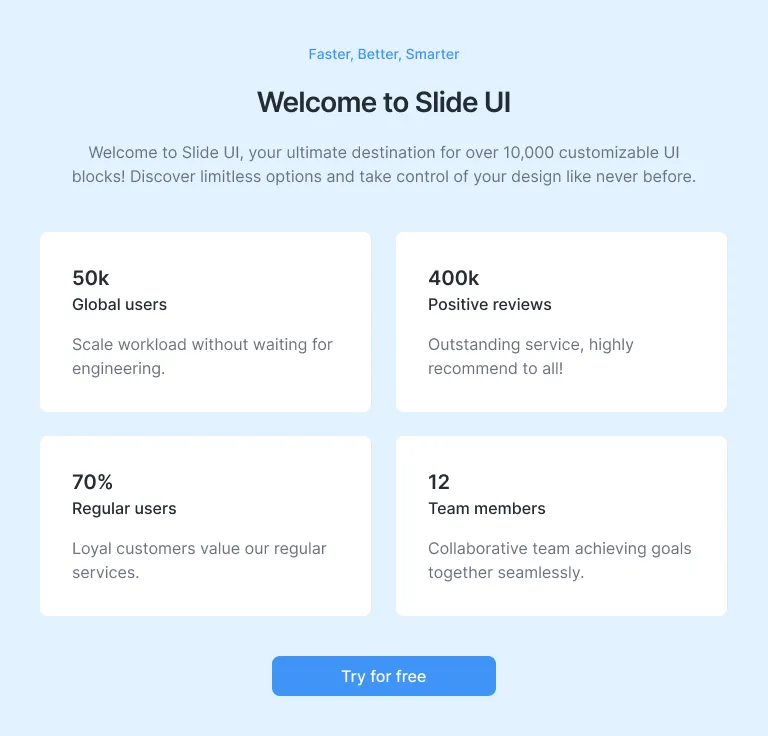 Faster, Better, Smarter
Welcome to Slide UI
Welcome to Slide UI, your ultimate destination for over 10,000 customizable UI
blocks! Discover limitless options and take control of your design like never before.
50k
Global users
Scale workload without waiting for
engineering.
400k
Positive reviews
Outstanding service, highly
recommend to all!
70%
Regular users
Loyal customers value our regular
services.
12
Team members
Collaborative team achieving goals
together seamlessly.
Try for free